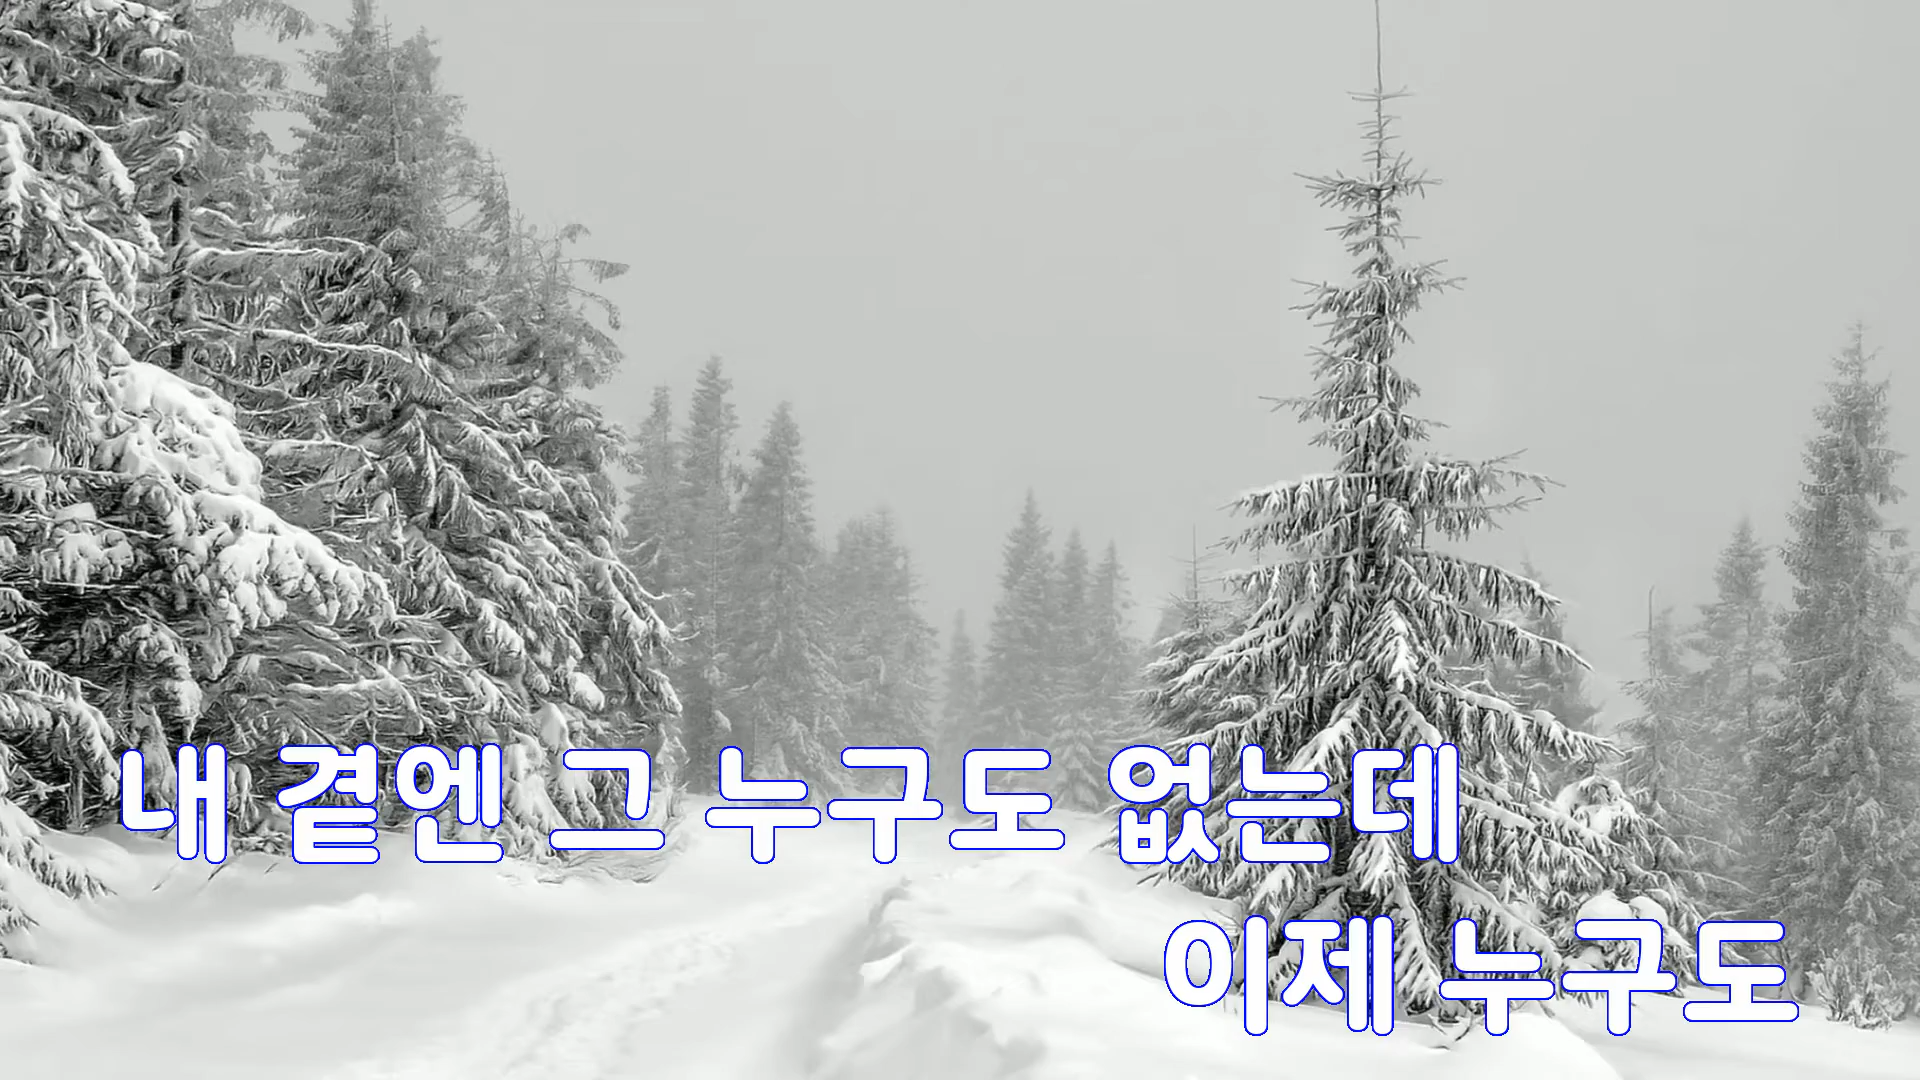 내 곁엔 그 누구도 없는데
이제 누구도